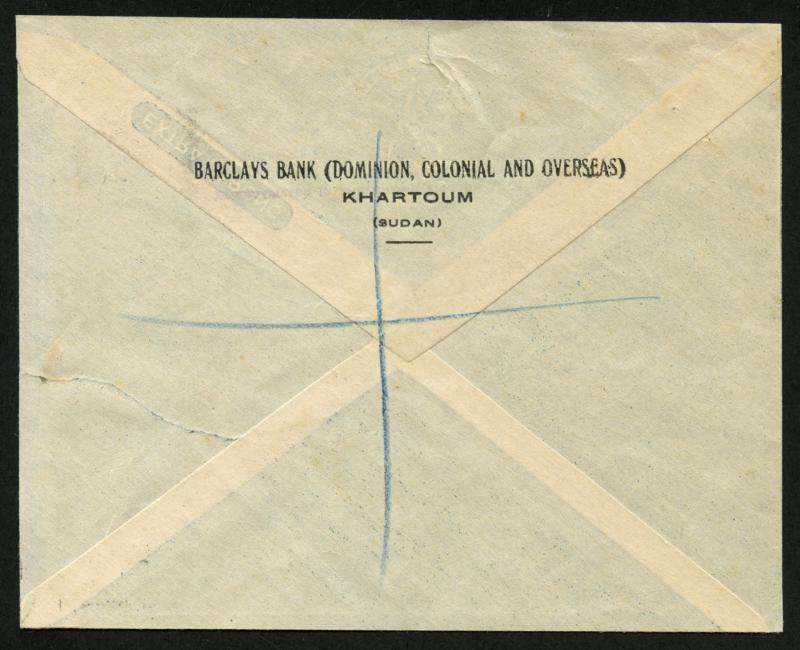 BARCLAYS BANK (DOMINION, COLONIAL AND OVERSEAS)
KHARTOUM
(SUDAN)